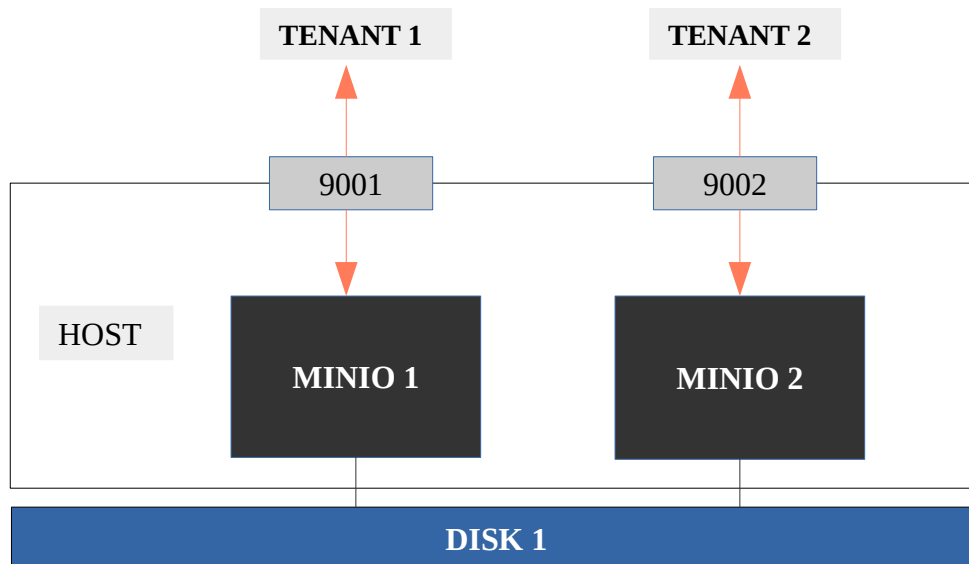 TENANT 1
TENANT 2
9001
9002
HOST
MINIO 1
MINIO 2
DISK 1